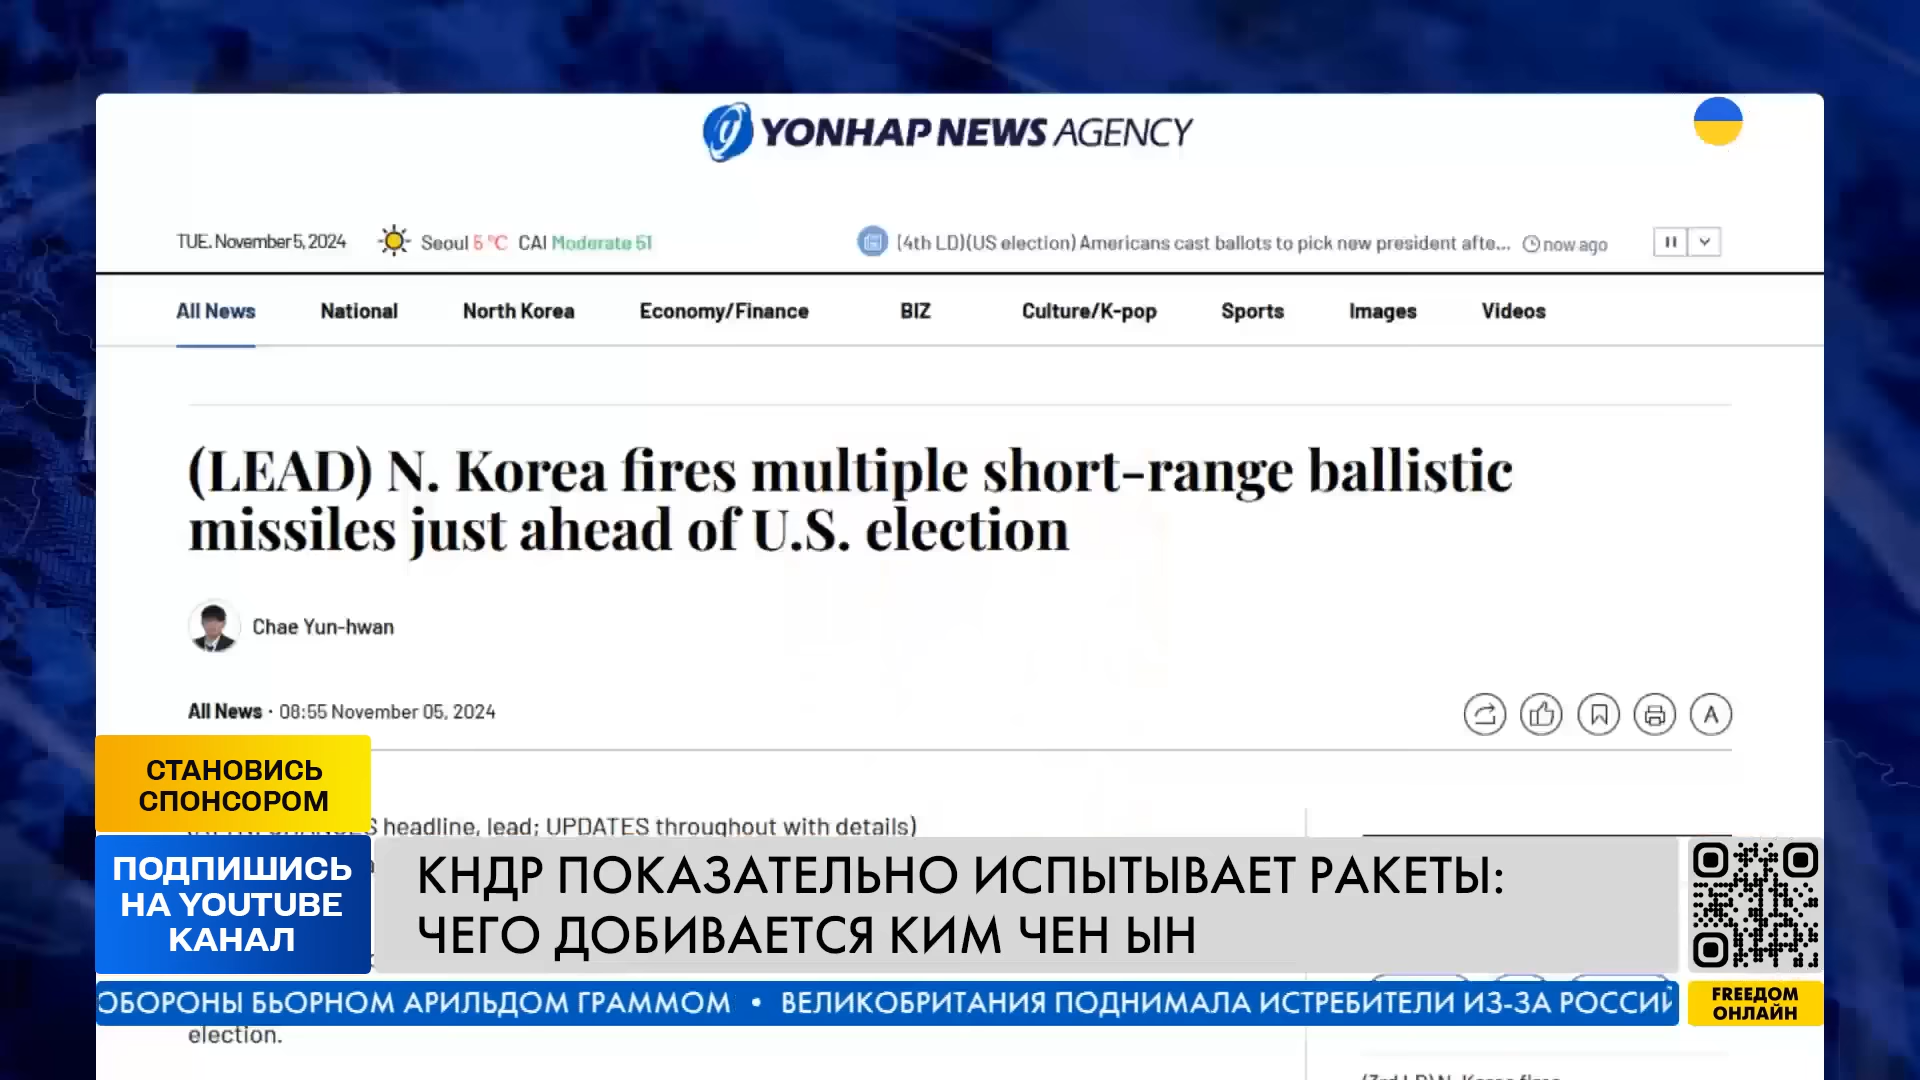 YONHAP NEWS AGENCY
TUE. November 5, 2024 Seoul 5 °C CAI Moderate 51 (4th LD)(US election) Americans cast ballots to pick new president afte... now ago
All News National North Korea Economy/Finance BIZ Culture/K-pop Sports Images Videos
(LEAD) N. Korea fires multiple short-range ballistic
missiles just ahead of U.S. election
Chae Yun-hwan
All News · 08:55 November 05, 2024
A
СТАНОВИСЬ
СПОНСОРОМ
headline, lead; UPDATES throughout with details)
ПОДПИШИСЬ
НА YOUTUBE
КАНАЛ
КНДР ПОКАЗАТЕЛЬНО ИСПЫТЫВАЕТ РАКЕТЫ:
ЧЕГО ДОБИВАЕТСЯ КИМ ЧЕН ЫН
ОБОРОНЫ БЬОРНОМ АРИЛЬДОМ ГРАММОМ • ВЕЛИКОБРИТАНИЯ ПОДНИМАЛА ИСТРЕБИТЕЛИ ИЗ-ЗА РОССИЙ
FREEДОМ
ОНЛАЙН
election.